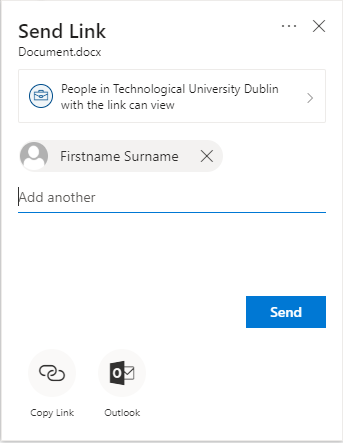 Send Link
Document.docx
People in Technological University Dublin
with the link can view
Firstname Surname
Add another
Send
Copy Link
Outlook